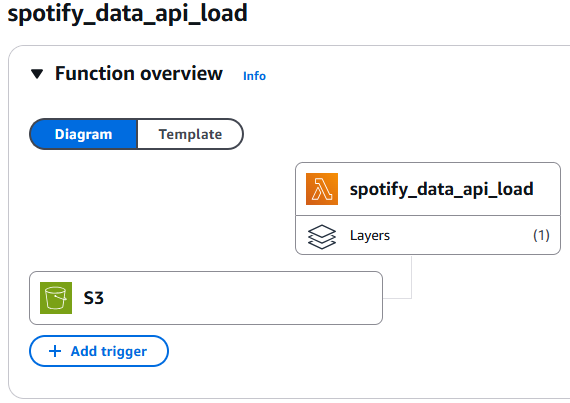 spotify_data_api_load
Function overview Info
Diagram Template
spotify_data_api_load
Layers (1)
S3
+ Add trigger